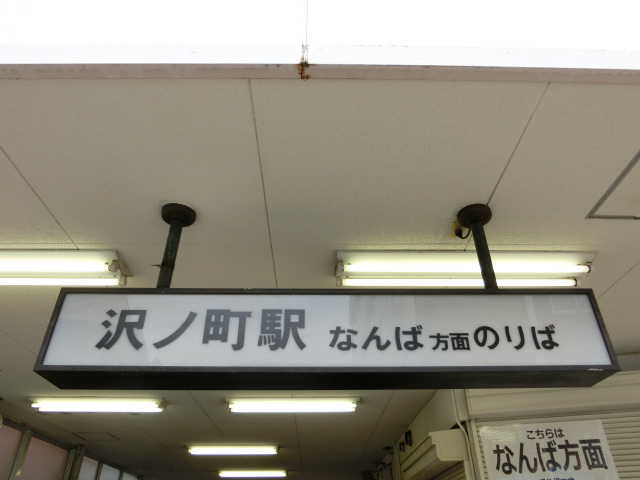 沢ノ町駅 なんば方面のりば
こちらは
なんば方面